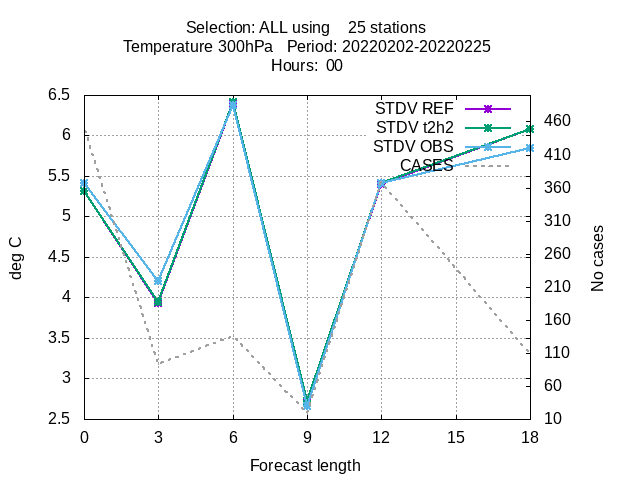 Selection: ALL using 25 stations
Temperature 300hPa Period: 20220202-20220225
Hours: 00
STDV REF
STDV t2h2
STDV OBS
CASES
6.5
6
5.5
5
4.5
4
3.5
3
2.5
deg C
460
410
360
310
260
210
160
110
60
10
No cases
0 3 6 9 12 15 18
Forecast length